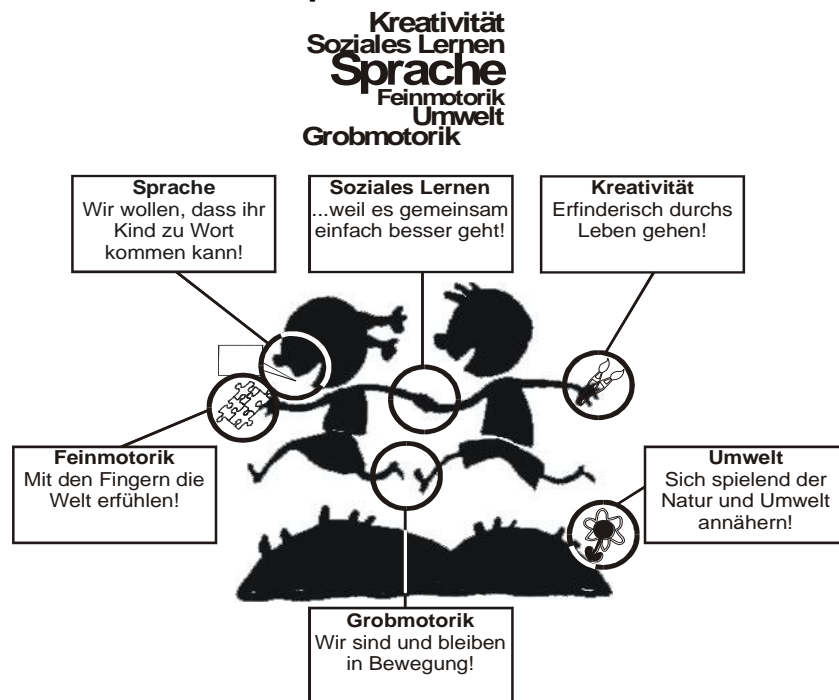 Kreativität
Soziales Lernen
Sprache
Feinmotorik
Umwelt
Grobmotorik
Sprache
Wir wollen, dass ihr
Kind zu Wort
kommen kann!
Soziales Lernen
...weil es gemeinsam
einfach besser geht!
Kreativität
Erfinderisch durchs
Leben gehen!
Feinmotorik
Mit den Fingern die
Welt erfühlen!
Umwelt
Sich spielend der
Natur und Umwelt
annähern!
Grobmotorik
Wir sind und bleiben
in Bewegung!